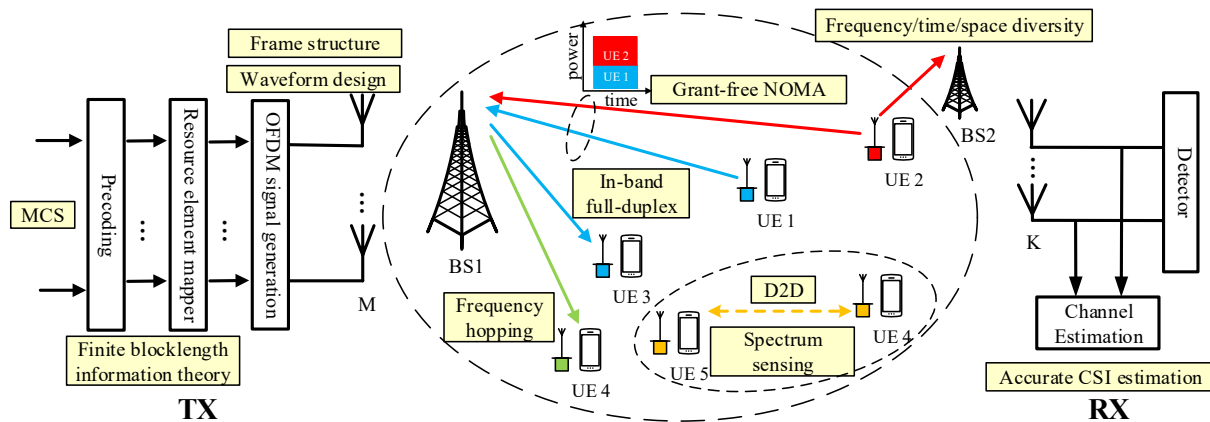 Frame structure
Waveform design
MCS
Precoding
Resource element mapper
OFDM signal generation
...
...
...
...
...
M
Finite blocklength
information theory
TX
power
UE 2
UE 1
time
Grant-free NOMA
Frequency/time/space diversity
BS2
UE 2
UE 1
In-band
full-duplex
BS1
UE 3
Frequency
hopping
UE 4
D2D
UE 4
UE 5
Spectrum
sensing
...
K
Detector
Channel
Estimation
Accurate CSI estimation
RX